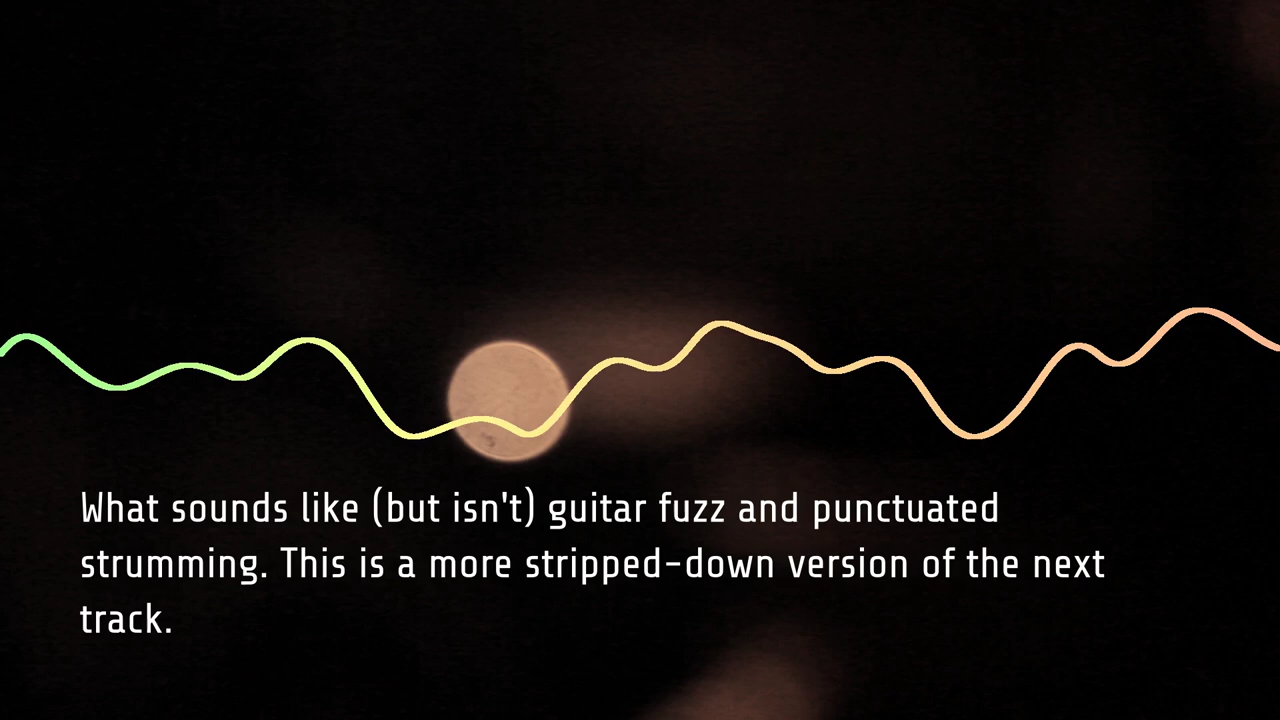 What sounds like (but isn't) guitar fuzz and punctuated
strumming. This is a more stripped-down version of the next
track.